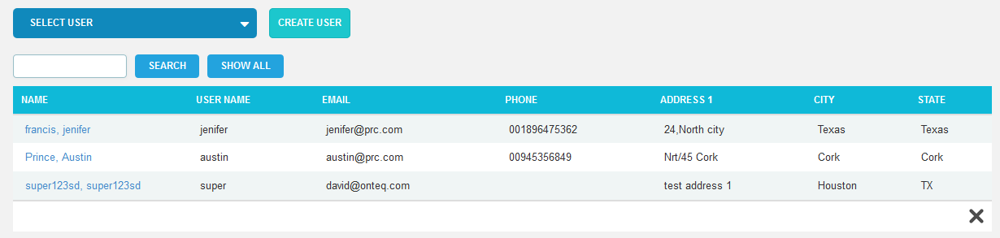 SELECT USER CREATE USER
SEARCH SHOW ALL
NAME USER NAME EMAIL PHONE ADDRESS 1 CITY STATE
francis, jenifer jenifer jenifer@prc.com 001896475362 24,North city Texas Texas
Prince, Austin austin austin@prc.com 00945356849 Nrt/45 Cork Cork Cork
super123sd, super123sd super david@onteq.com test address 1 Houston TX